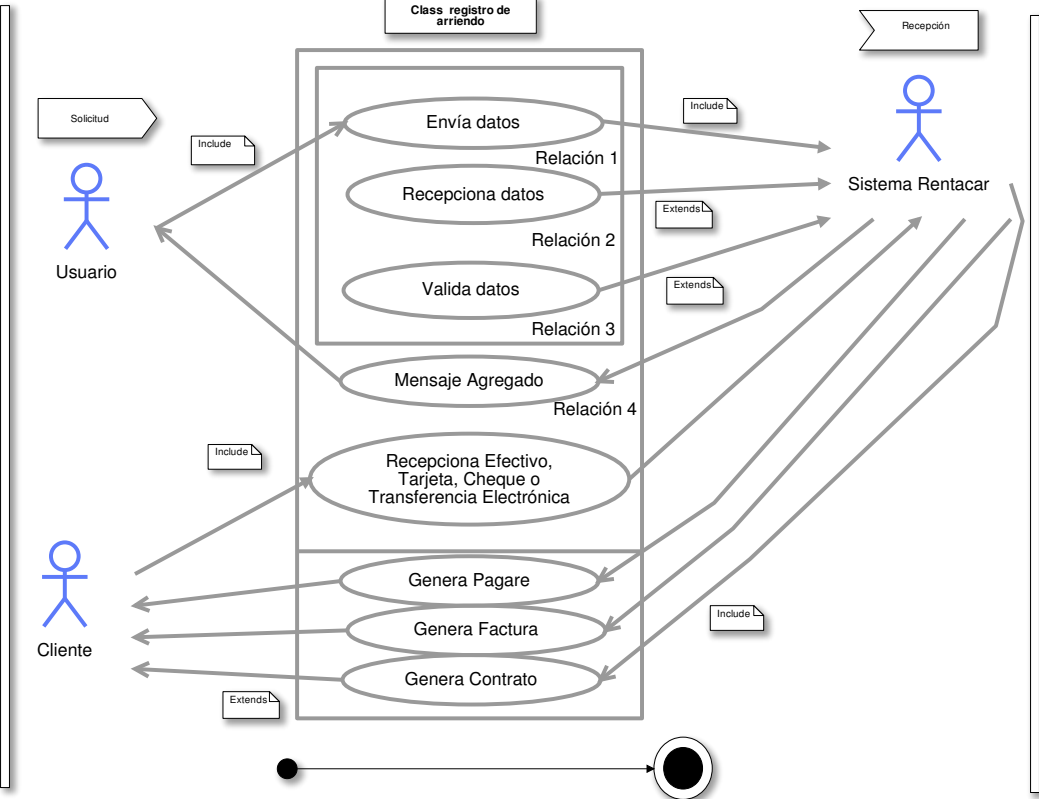 Class registro de
arriendo
Recepción
Solicitud
Include
Include
Envía datos
Relación 1
Recepciona datos
Sistema Rentacar
Extends
Relación 2
Usuario
Valida datos
Extends
Relación 3
Mensaje Agregado
Relación 4
Include
Recepciona Efectivo,
Tarjeta, Cheque o
Transferencia Electrónica
Genera Pagare
Include
Genera Factura
Cliente
Genera Contrato
Extends